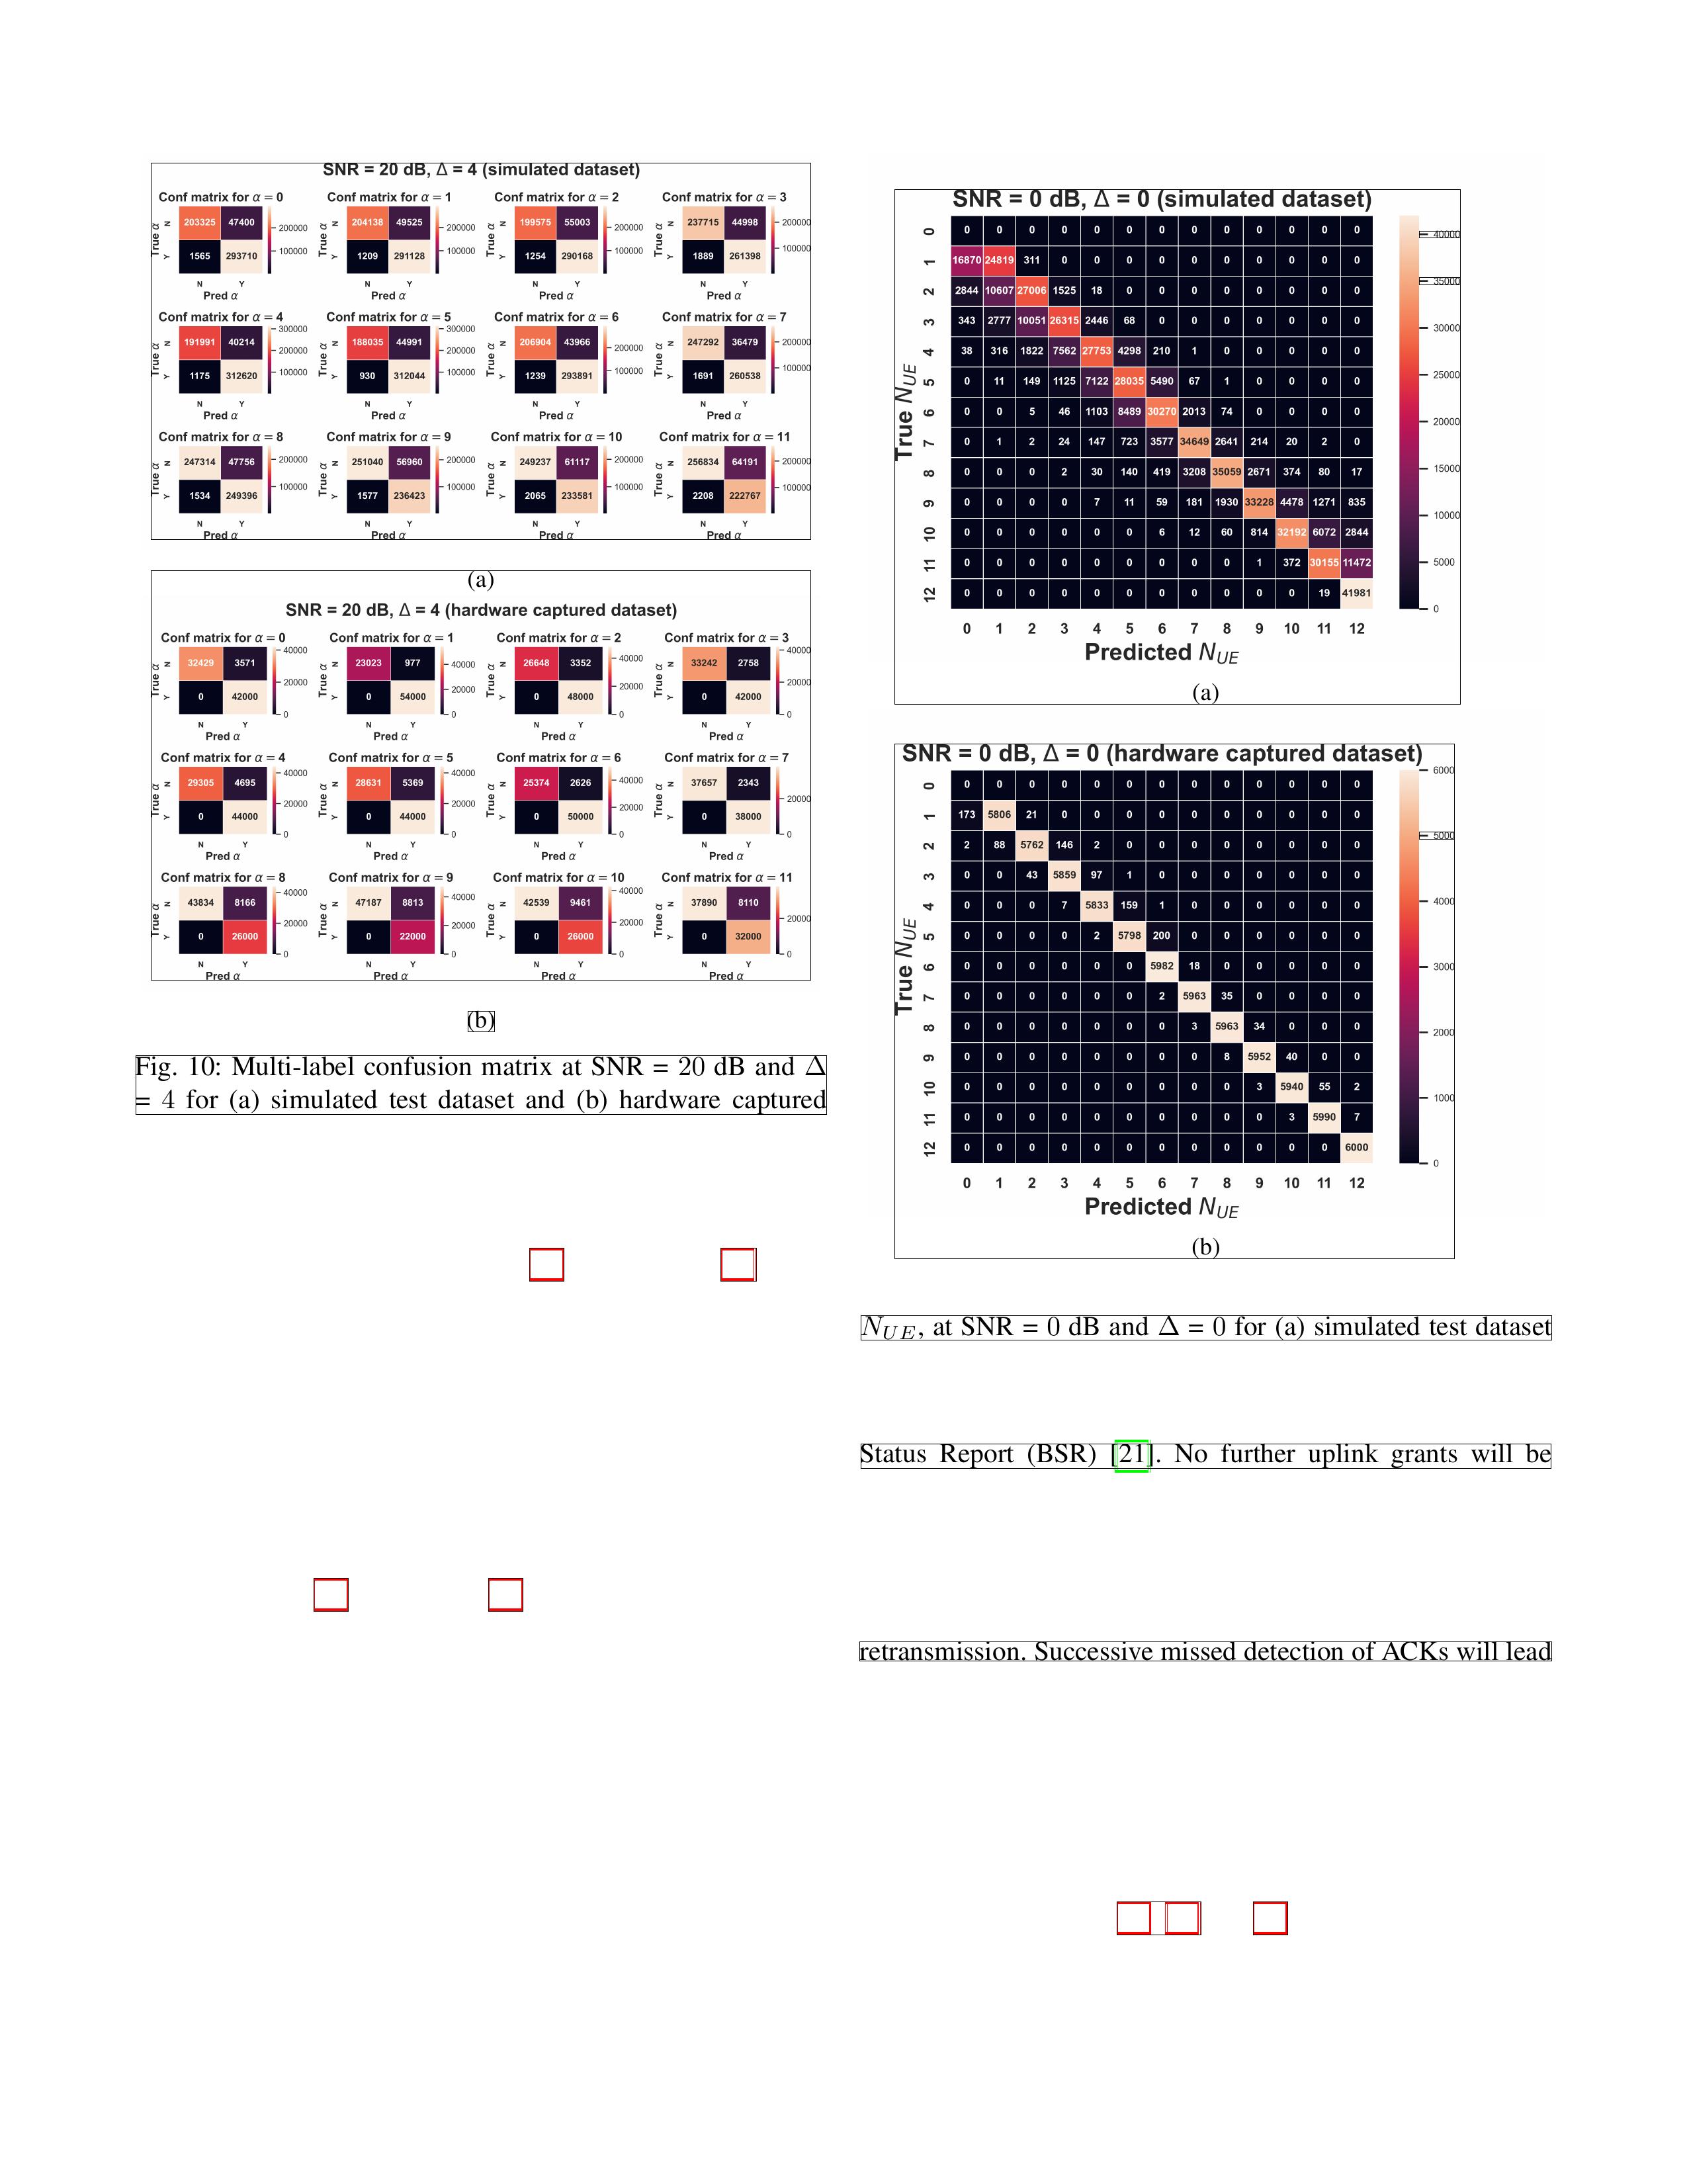 SNR = 20 dB, Δ = 4 (simulated dataset)
Conf matrix for α = 0 Conf matrix for α = 1 Conf matrix for α = 2 Conf matrix for α = 3
True α N 203325 47400 200000 True α N 204138 49525 200000 True α N 199575 55003 200000 True α N 237715 44998 200000
Y 1565 293710 100000 Y 1209 291128 100000 Y 1254 290168 100000 Y 1889 261398 100000
N Y N Y N Y N Y
Pred α Pred α Pred α Pred α
Conf matrix for α = 4 Conf matrix for α = 5 Conf matrix for α = 6 Conf matrix for α = 7
True α N 191991 40214 300000 200000 True α N 188035 44991 300000 200000 True α N 206904 43966 200000 True α N 247292 36479 200000
Y 1175 312620 100000 Y 930 312044 100000 Y 1239 293891 100000 Y 1691 260538 100000
N Y N Y N Y N Y
Pred α Pred α Pred α Pred α
Conf matrix for α = 8 Conf matrix for α = 9 Conf matrix for α = 10 Conf matrix for α = 11
True α N 247314 47756 200000 True α N 251040 56960 200000 True α N 249237 61117 200000 True α N 256834 64191 200000
Y 1534 249396 100000 Y 1577 236423 100000 Y 2065 233581 100000 Y 2208 222767 100000
N Y N Y N Y N Y
Pred α Pred α Pred α Pred α
(a)
SNR = 20 dB, Δ = 4 (hardware captured dataset)
Conf matrix for α = 0 Conf matrix for α = 1 Conf matrix for α = 2 Conf matrix for α = 3
True α N 32429 3571 40000 True α N 23023 977 40000 True α N 26648 3352 40000 True α N 33242 2758 40000
Y 0 42000 20000 0 Y 0 54000 20000 0 Y 0 48000 20000 0 Y 0 42000 20000 0
N Y N Y N Y N Y
Pred α Pred α Pred α Pred α
Conf matrix for α = 4 Conf matrix for α = 5 Conf matrix for α = 6 Conf matrix for α = 7
True α N 29305 4695 40000 True α N 28631 5369 40000 True α N 25374 2626 40000 True α N 37657 2343 20000
Y 0 44000 20000 0 Y 0 44000 20000 0 Y 0 50000 20000 0 Y 0 38000 0
N Y N Y N Y N Y
Pred α Pred α Pred α Pred α
Conf matrix for α = 8 Conf matrix for α = 9 Conf matrix for α = 10 Conf matrix for α = 11
True α N 43834 8166 40000 True α N 47187 8813 40000 True α N 42539 9461 40000 True α N 37890 8110 20000
Y 0 26000 20000 0 Y 0 22000 20000 0 Y 0 26000 20000 0 Y 0 32000 0
N Y N Y N Y N Y
Pred α Pred α Pred α Pred α
(b)
Fig. 10: Multi-label confusion matrix at SNR = 20 dB and Δ
= 4 for (a) simulated test dataset and (b) hardware captured
SNR = 0 dB, Δ = 0 (simulated dataset)
True N_UE
0 0 0 0 0 0 0 0 0 0 0 0 0 0
1 16870 24819 311 0 0 0 0 0 0 0 0 0 0
2 2844 10607 27006 1525 18 0 0 0 0 0 0 0 0
3 343 2777 10051 26315 2446 68 0 0 0 0 0 0 0
4 38 316 1822 7562 27753 4298 210 1 0 0 0 0 0
5 0 11 149 1125 7122 28035 5490 67 1 0 0 0 0
6 0 0 5 46 1103 8489 30270 2013 74 0 0 0 0
7 0 1 2 24 147 723 3577 34649 2641 214 20 2 0
8 0 0 0 2 30 140 419 3208 35059 2671 374 80 17
9 0 0 0 0 7 11 59 181 1930 33228 4478 1271 835
10 0 0 0 0 0 0 6 12 60 814 32192 6072 2844
11 0 0 0 0 0 0 0 0 0 1 372 30155 11472
12 0 0 0 0 0 0 0 0 0 0 0 19 41981
0 1 2 3 4 5 6 7 8 9 10 11 12
40000
35000
30000
25000
20000
15000
10000
5000
0
Predicted N_UE
(a)
SNR = 0 dB, Δ = 0 (hardware captured dataset)
True N_UE
0 0 0 0 0 0 0 0 0 0 0 0 0 0
1 173 5806 21 0 0 0 0 0 0 0 0 0 0
2 2 88 5762 146 2 0 0 0 0 0 0 0 0
3 0 0 43 5859 97 1 0 0 0 0 0 0 0
4 0 0 0 7 5833 159 1 0 0 0 0 0 0
5 0 0 0 0 2 5798 200 0 0 0 0 0 0
6 0 0 0 0 0 0 5982 18 0 0 0 0 0
7 0 0 0 0 0 0 2 5963 35 0 0 0 0
8 0 0 0 0 0 0 0 3 5963 34 0 0 0
9 0 0 0 0 0 0 0 0 8 5952 40 0 0
10 0 0 0 0 0 0 0 0 0 3 5940 55 2
11 0 0 0 0 0 0 0 0 0 0 3 5990 7
12 0 0 0 0 0 0 0 0 0 0 0 0 6000
0 1 2 3 4 5 6 7 8 9 10 11 12
6000
5000
4000
3000
2000
1000
0
Predicted N_UE
(b)
N_UE, at SNR = 0 dB and Δ = 0 for (a) simulated test dataset
Status Report (BSR) [21]. No further uplink grants will be
retransmission. Successive missed detection of ACKs will lead